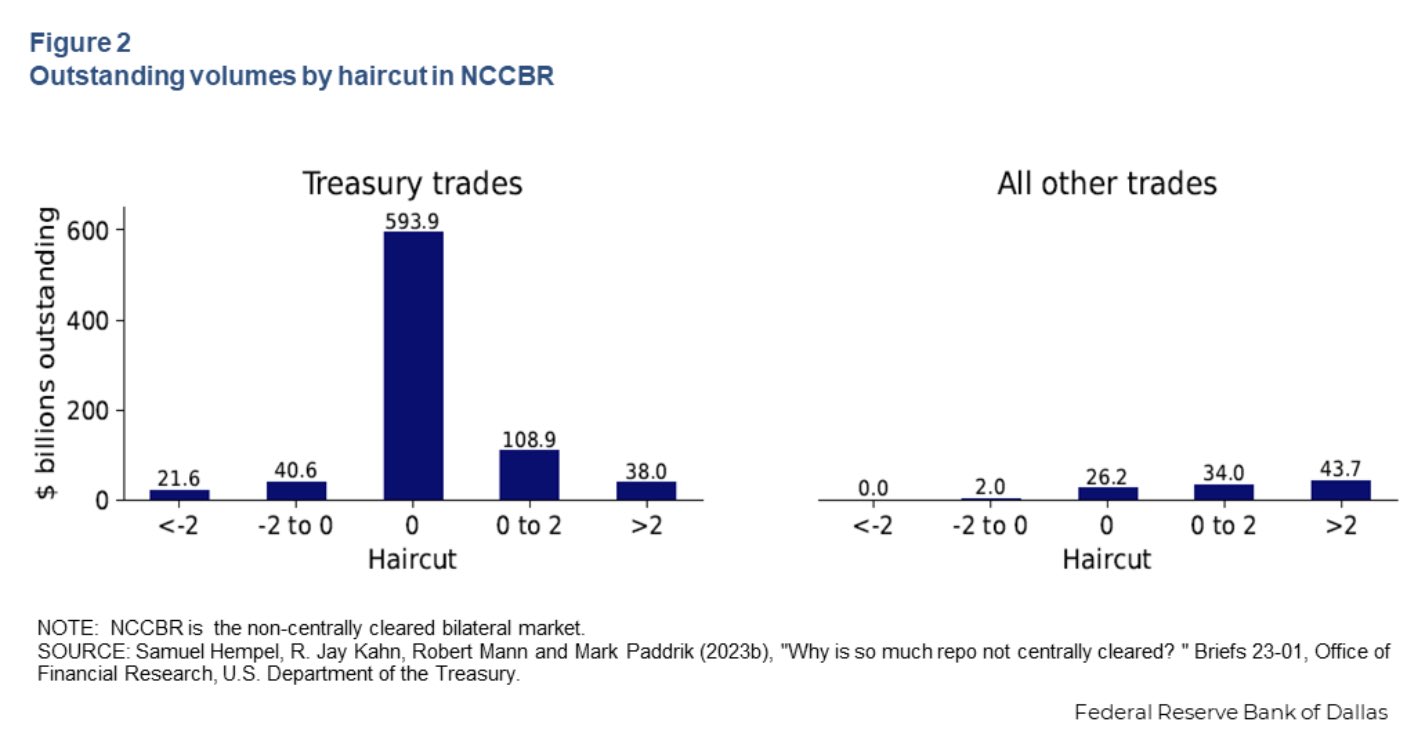 Figure 2
Outstanding volumes by haircut in NCCBR
Treasury trades
$ billions outstanding
600
400
200
0
21.6
40.6
593.9
108.9
38.0
<-2
-2 to 0
0
0 to 2
>2
Haircut
All other trades
0.0
2.0
26.2
34.0
43.7
<-2
-2 to 0
0
0 to 2
>2
Haircut
NOTE: NCCBR is the non-centrally cleared bilateral market.
SOURCE: Samuel Hempel, R. Jay Kahn, Robert Mann and Mark Paddrik (2023b), "Why is so much repo not centrally cleared? " Briefs 23-01, Office of
Financial Research, U.S. Department of the Treasury.
Federal Reserve Bank of Dallas